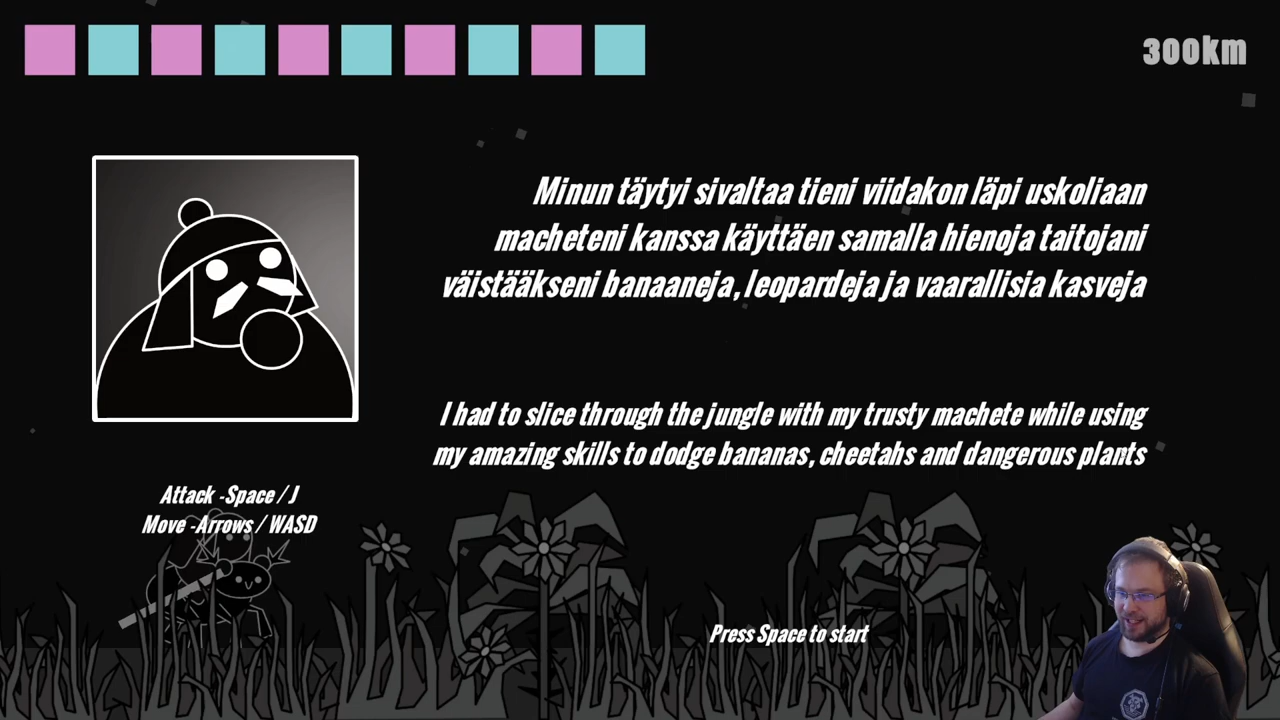 300km
Minun täytyi sivaltaa tieni viidakon läpi uskoliaan
macheteni kanssa käyttäen samalla hienoja taitojani
väistääkseni banaaneja, leopardeja ja vaarallisia kasveja
I had to slice through the jungle with my trusty machete while using
my amazing skills to dodge bananas, cheetahs and dangerous plants
Attack -Space / J
Move -Arrows / WASD
Press Space to start